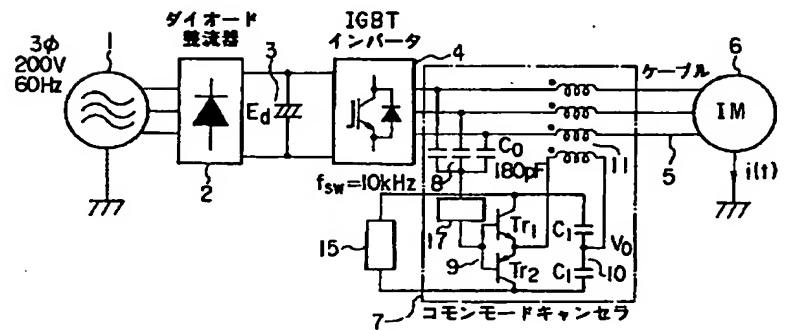 ダイオード
整流器
IGBT
インバータ
3φ
200V
60Hz
1
3
4
6
ケーブル
Ed
IM
2
C0
180pF
8
11
5
i(t)
fsw=10kHz
15
17
Tr1
Tr2
9
C1
C1
V0
10
7
コモンモードキャンセラ